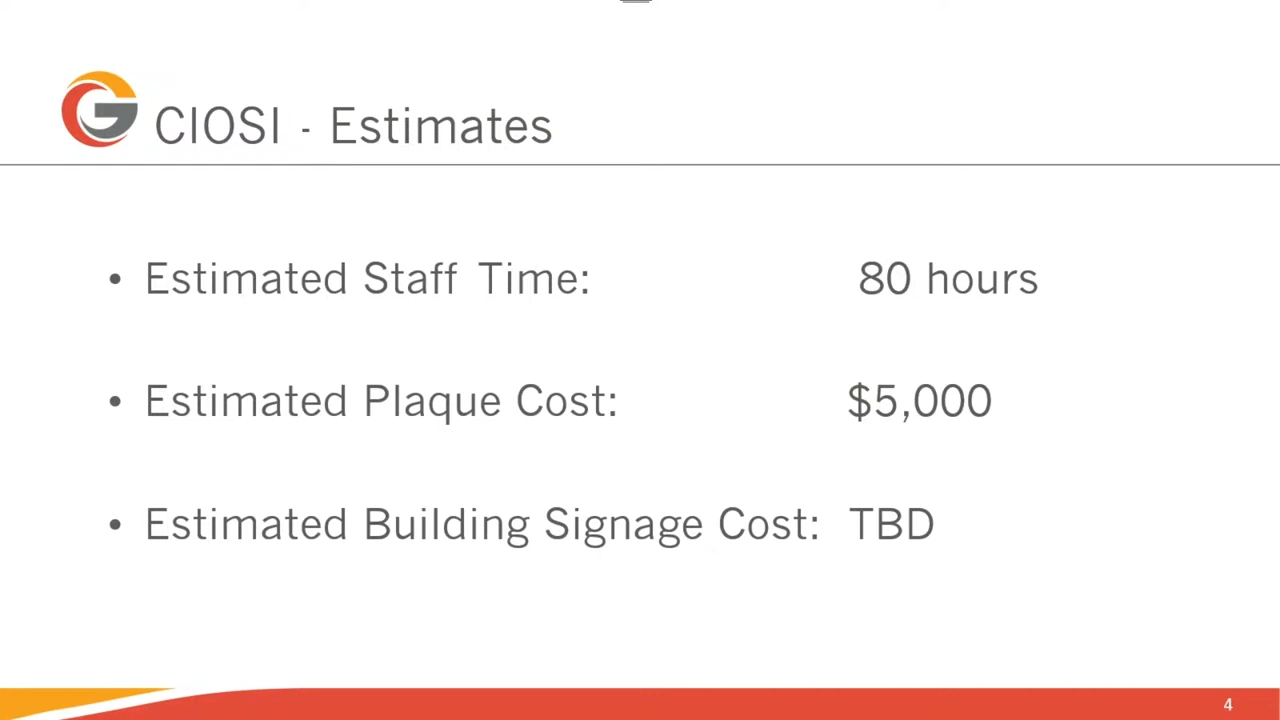 CIOSI - Estimates
• Estimated Staff Time: 80 hours
• Estimated Plaque Cost: $5,000
• Estimated Building Signage Cost: TBD
4